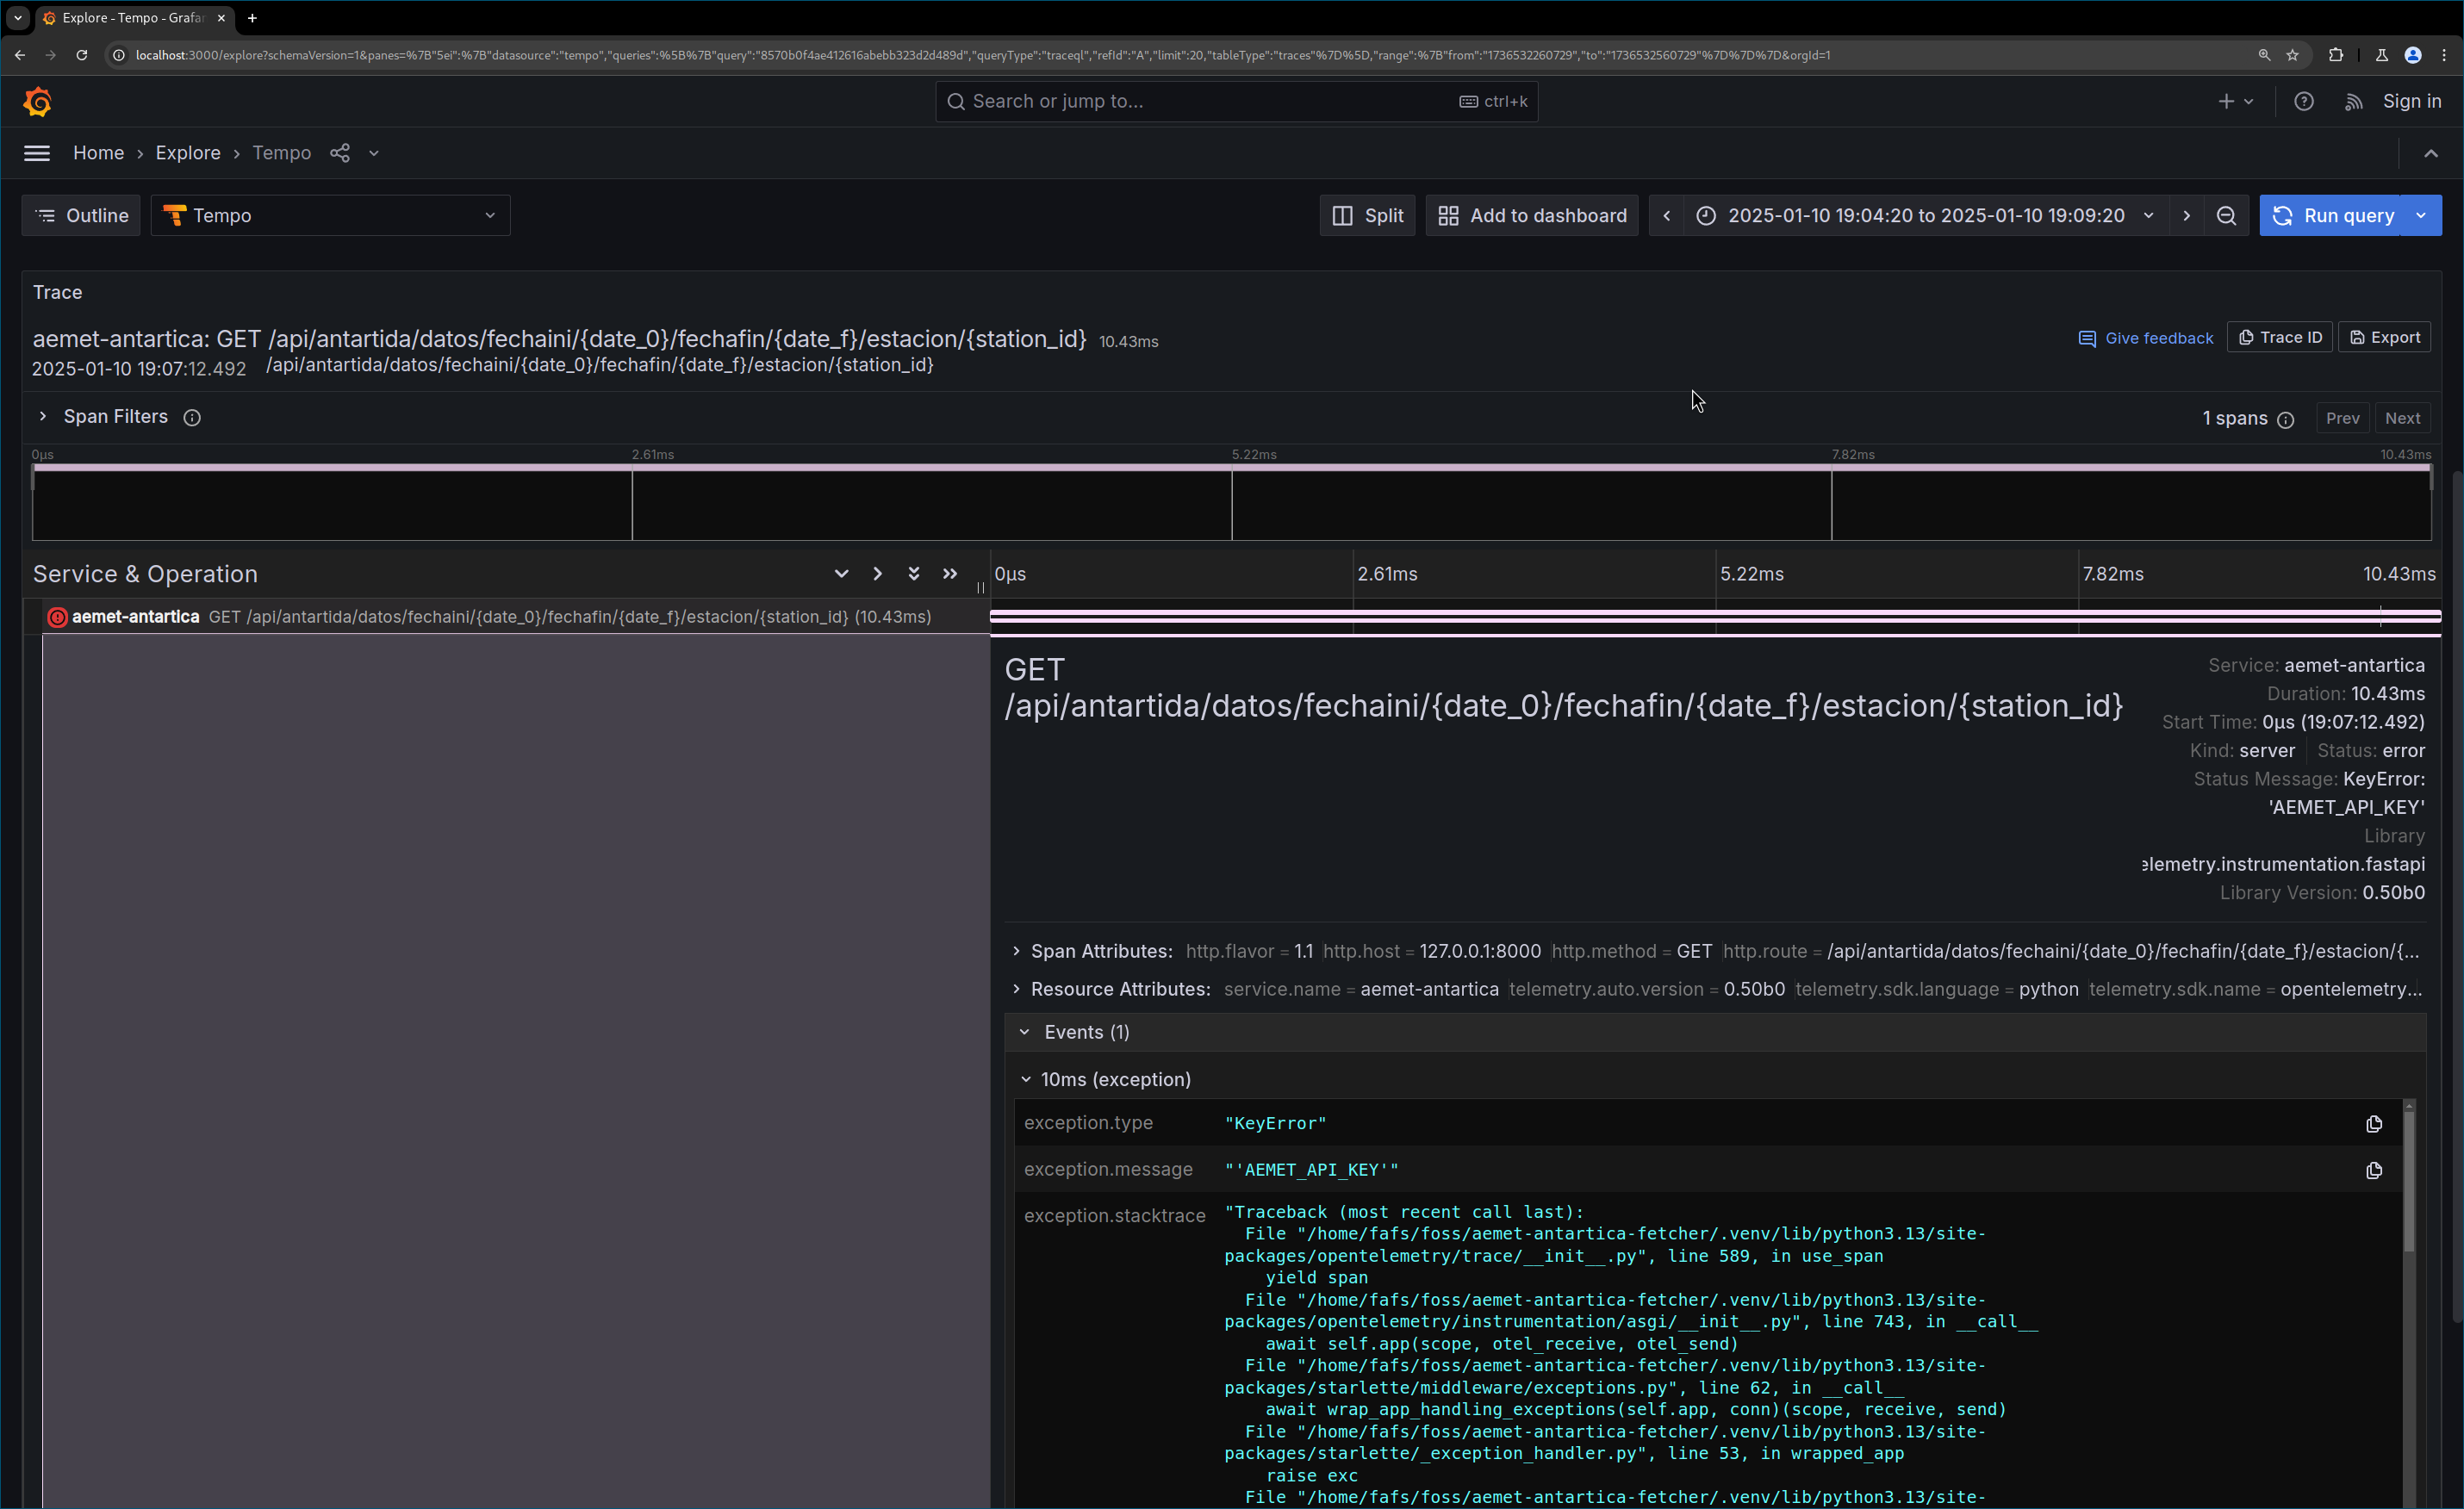 Explore - Tempo - Grafa
localhost:3000/explore?schemaVersion=1&panes=%7B"5ei":%7B"datasource":"tempo","queries":%5B%7B"query":"8570b0f4ae412616abebb323d2d489d","queryType":"traceql","refId":"A","limit":20,"tableType":"traces"%7D%5D,"range":%7B"from":"1736532260729","to":"1736532560729"%7D%7D%7D&orgId=1
Search or jump to... ctrl+k Sign in
Home › Explore › Tempo
Outline Tempo Split Add to dashboard 2025-01-10 19:04:20 to 2025-01-10 19:09:20 Run query
Trace
aemet-antartica: GET /api/antartida/datos/fechaini/{date_0}/fechafin/{date_f}/estacion/{station_id} 10.43ms
Give feedback Trace ID Export
2025-01-10 19:07:12.492 /api/antartida/datos/fechaini/{date_0}/fechafin/{date_f}/estacion/{station_id}
Span Filters 1 spans Prev Next
0μs 2.61ms 5.22ms 7.82ms 10.43ms
Service & Operation 0μs 2.61ms 5.22ms 7.82ms 10.43ms
aemet-antartica GET /api/antartida/datos/fechaini/{date_0}/fechafin/{date_f}/estacion/{station_id} (10.43ms)
GET
/api/antartida/datos/fechaini/{date_0}/fechafin/{date_f}/estacion/{station_id}
Service: aemet-antartica
Duration: 10.43ms
Start Time: 0μs (19:07:12.492)
Kind: server Status: error
Status Message: KeyError:
'AEMET_API_KEY'
Library
elemetry.instrumentation.fastapi
Library Version: 0.50b0
Span Attributes: http.flavor = 1.1 http.host = 127.0.0.1:8000 http.method = GET http.route = /api/antartida/datos/fechaini/{date_0}/fechafin/{date_f}/estacion/{...
Resource Attributes: service.name = aemet-antartica telemetry.auto.version = 0.50b0 telemetry.sdk.language = python telemetry.sdk.name = opentelemetry...
Events (1)
10ms (exception)
exception.type "KeyError"
exception.message "'AEMET_API_KEY'"
exception.stacktrace "Traceback (most recent call last):
File "/home/fafs/foss/aemet-antartica-fetcher/.venv/lib/python3.13/site-
packages/opentelemetry/trace/__init__.py", line 589, in use_span
yield span
File "/home/fafs/foss/aemet-antartica-fetcher/.venv/lib/python3.13/site-
packages/opentelemetry/instrumentation/asgi/__init__.py", line 743, in __call__
await self.app(scope, otel_receive, otel_send)
File "/home/fafs/foss/aemet-antartica-fetcher/.venv/lib/python3.13/site-
packages/starlette/middleware/exceptions.py", line 62, in __call__
await wrap_app_handling_exceptions(self.app, conn)(scope, receive, send)
File "/home/fafs/foss/aemet-antartica-fetcher/.venv/lib/python3.13/site-
packages/starlette/_exception_handler.py", line 53, in wrapped_app
raise exc
File "/home/fafs/foss/aemet-antartica-fetcher/.venv/lib/python3.13/site-